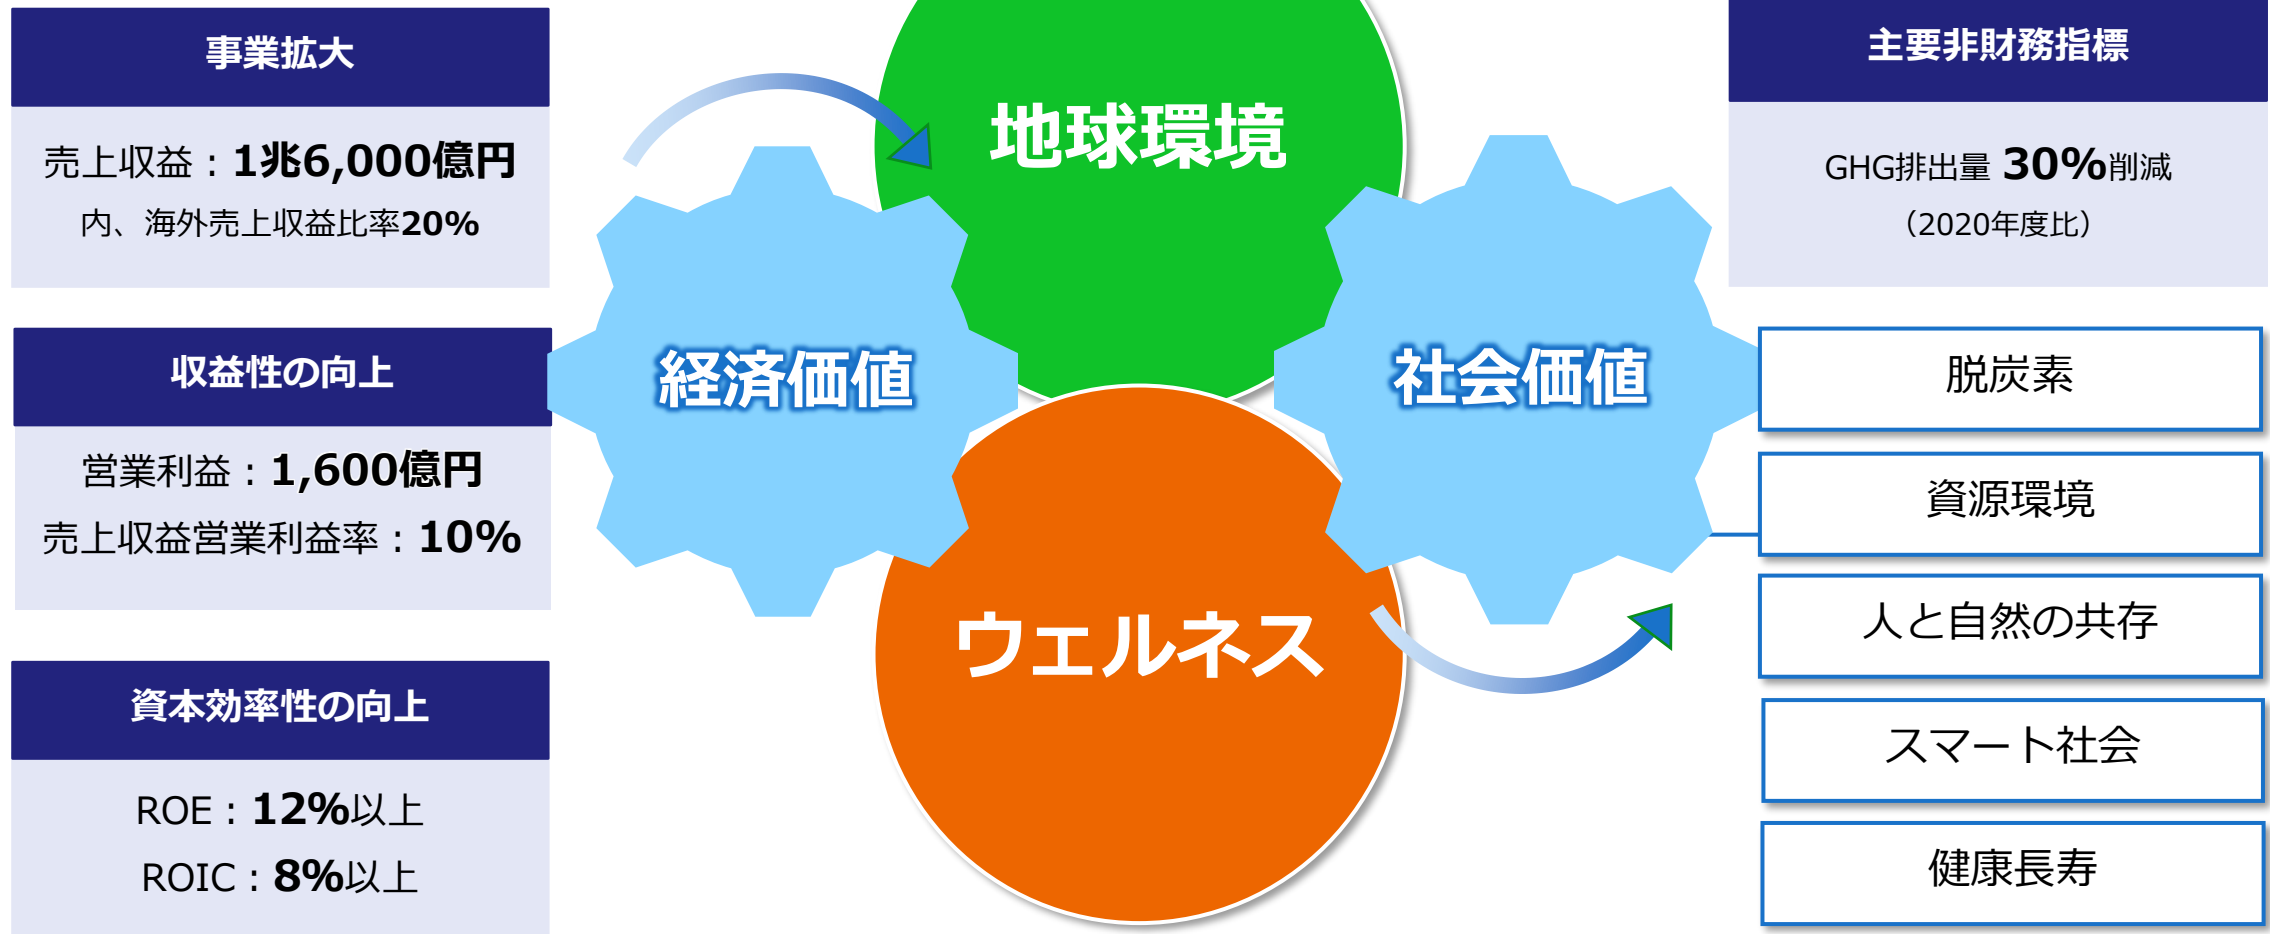 事業拡大
売上収益：1兆6,000億円
内、海外売上収益比率20%
収益性の向上
営業利益：1,600億円
売上収益営業利益率：10%
資本効率性の向上
ROE：12%以上
ROIC：8%以上
地球環境
経済価値
社会価値
ウェルネス
主要非財務指標
GHG排出量 30%削減
（2020年度比）
脱炭素
資源環境
人と自然の共存
スマート社会
健康長寿